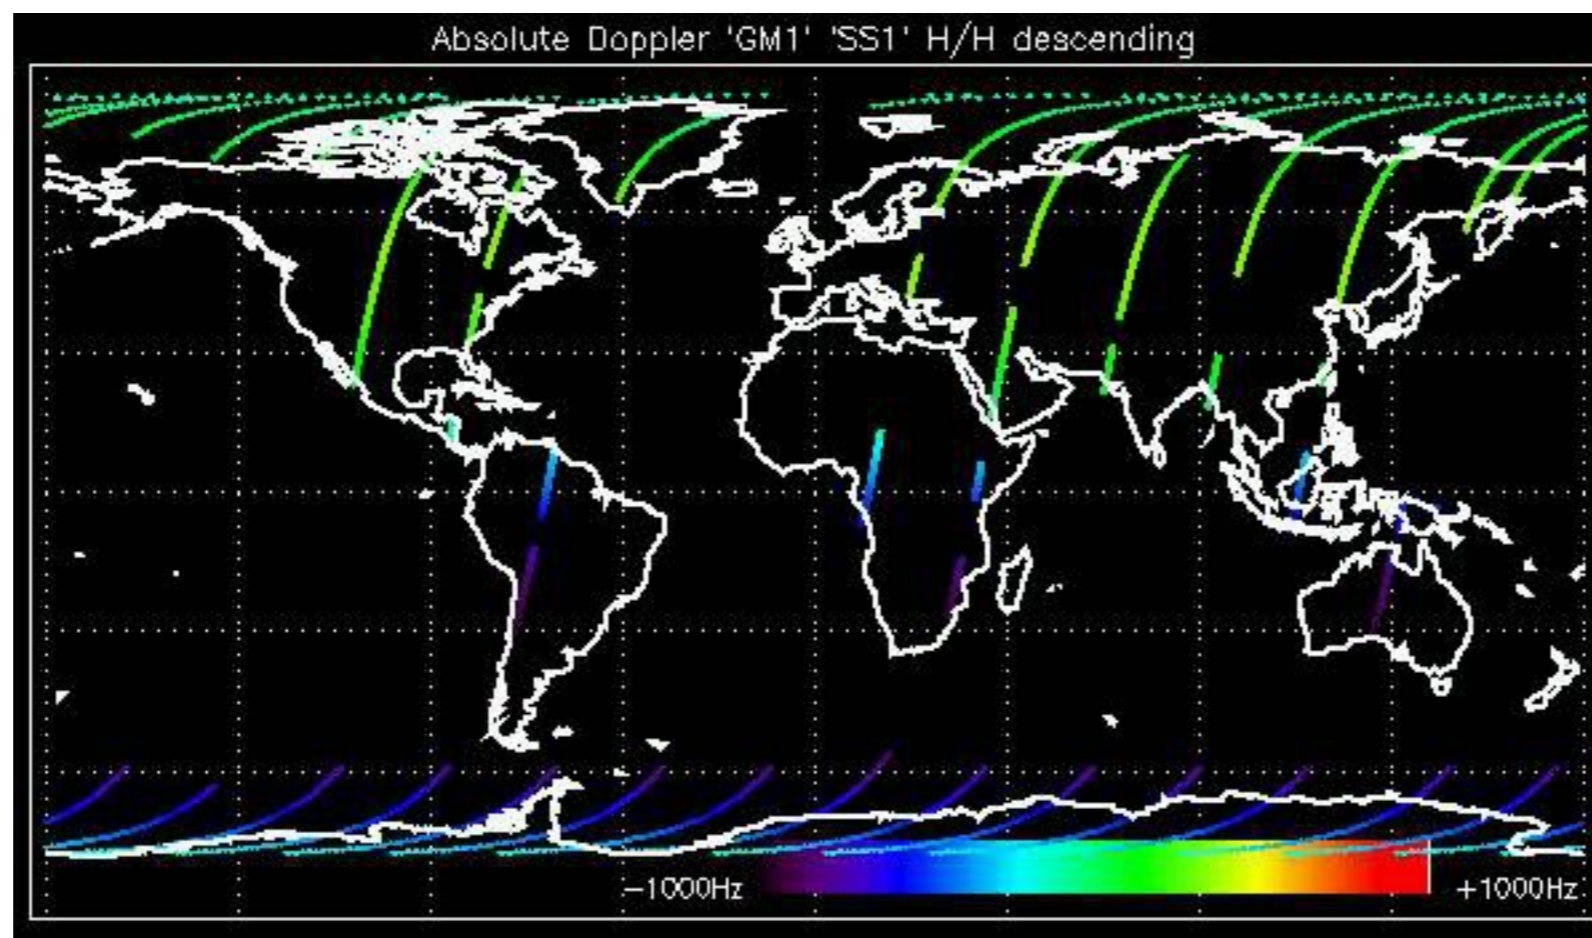 Absolute Doppler 'GM1' 'SS1' H/H descending
−1000Hz
+1000Hz